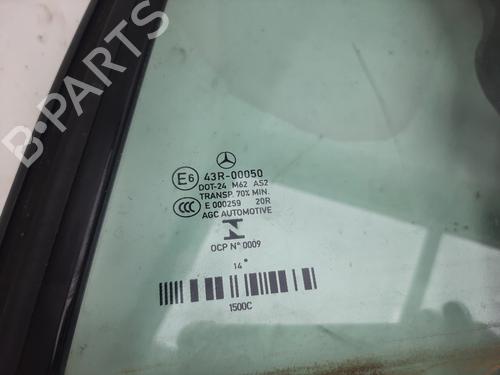 B-PARTS
E6 43R-00050
DOT-24 M62 AS2
TRANSP. 70% MIN.
CCC E 000259 20R
AGC AUTOMOTIVE
N
OCP N° 0009
14
1500C